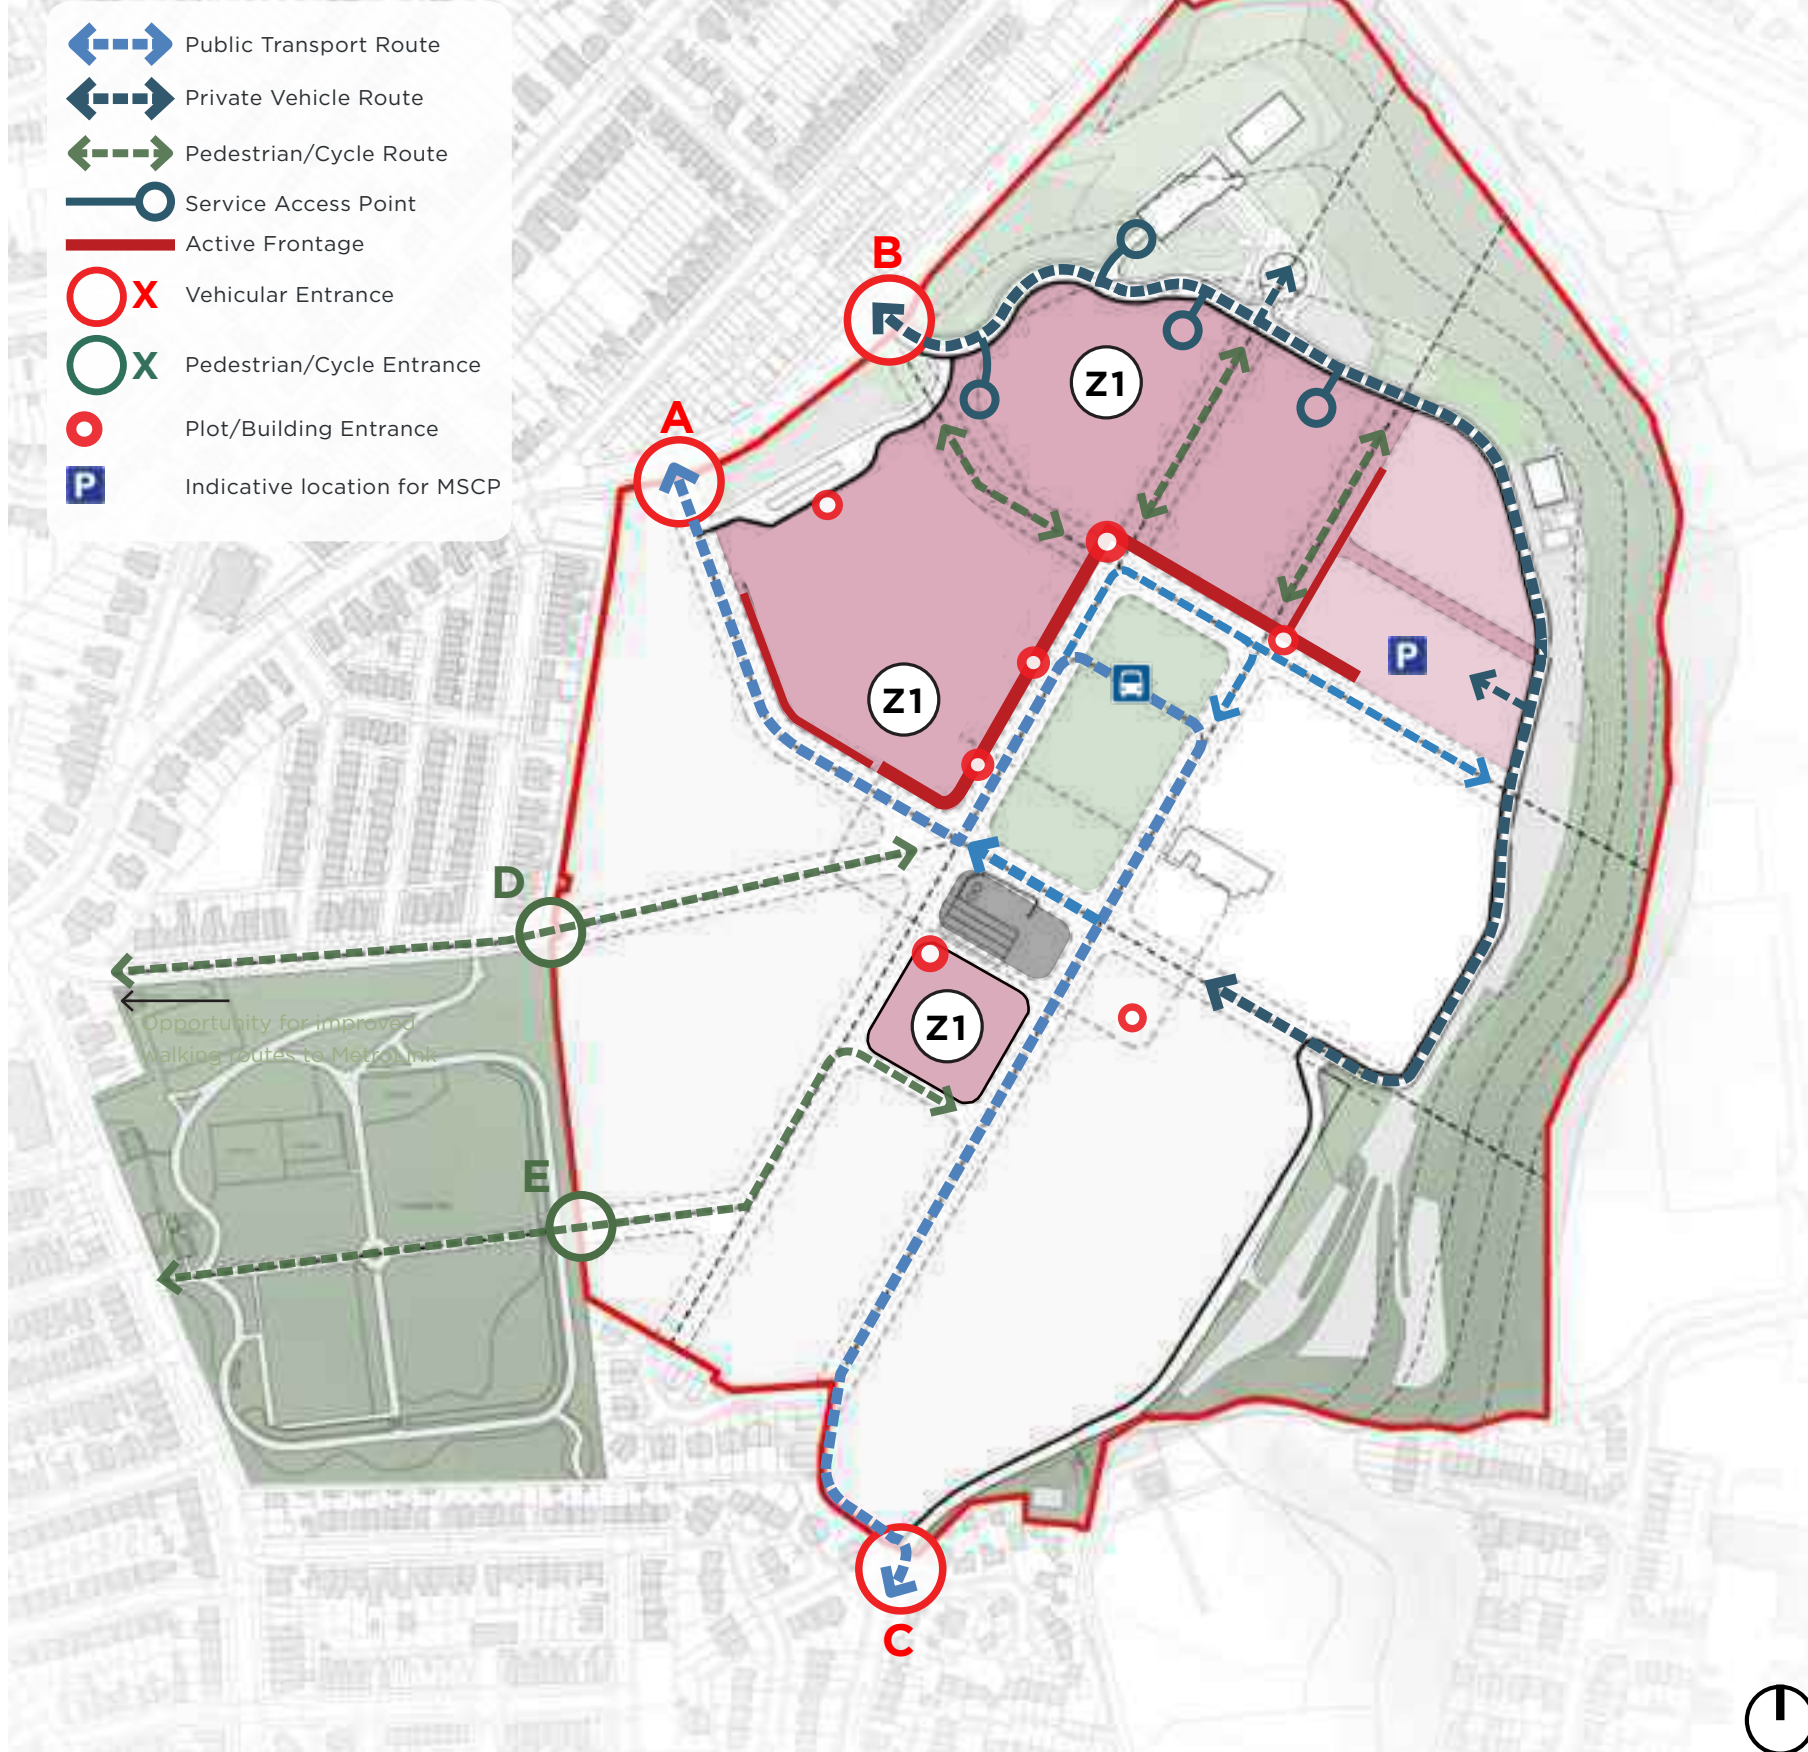 Public Transport Route
Private Vehicle Route
Pedestrian/Cycle Route
Service Access Point
Active Frontage
X Vehicular Entrance
X Pedestrian/Cycle Entrance
Plot/Building Entrance
P Indicative location for MSCP
B
A
Z1
P
Z1
D
Z1
Opportunity for improved
walking routes to Metrolink
E
C